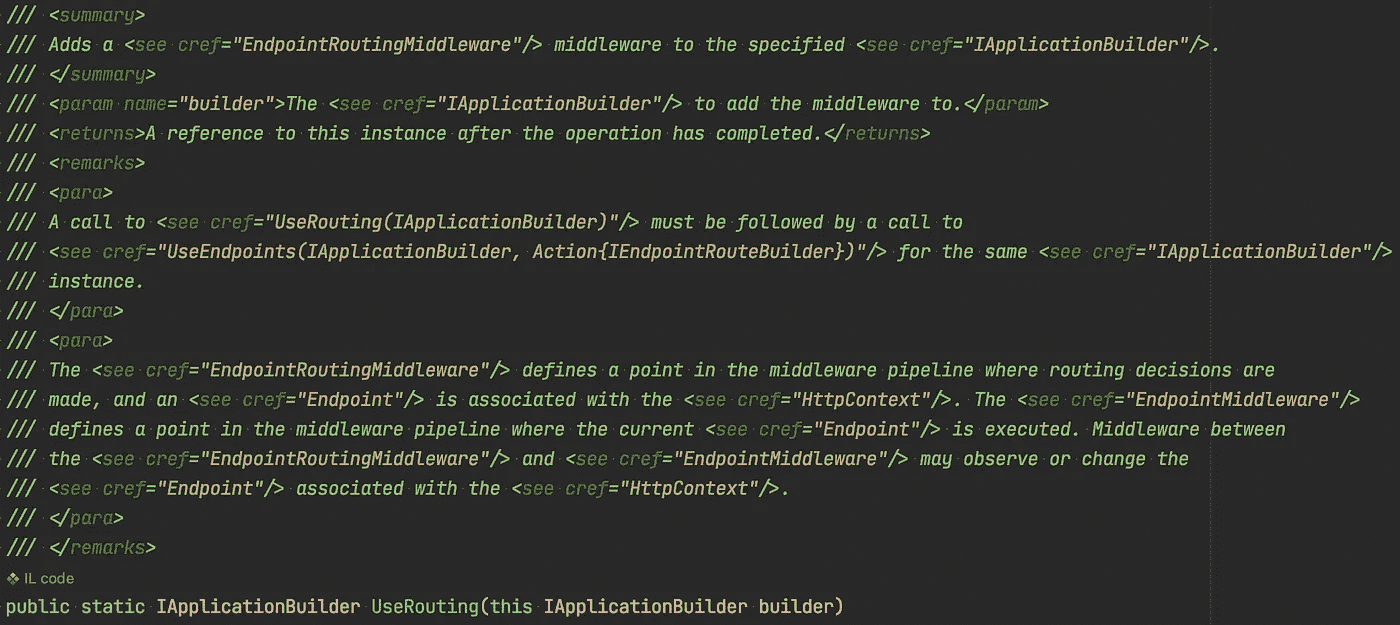 /// <summary>
/// Adds a <see cref="EndpointRoutingMiddleware"/> middleware to the specified <see cref="IApplicationBuilder"/>.
/// </summary>
/// <param name="builder">The <see cref="IApplicationBuilder"/> to add the middleware to.</param>
/// <returns>A reference to this instance after the operation has completed.</returns>
/// <remarks>
/// <para>
/// A call to <see cref="UseRouting(IApplicationBuilder)"/> must be followed by a call to
/// <see cref="UseEndpoints(IApplicationBuilder, Action{IEndpointRouteBuilder})"/> for the same <see cref="IApplicationBuilder"/>
/// instance.
/// </para>
/// <para>
/// The <see cref="EndpointRoutingMiddleware"/> defines a point in the middleware pipeline where routing decisions are
/// made, and an <see cref="Endpoint"/> is associated with the <see cref="HttpContext"/>. The <see cref="EndpointMiddleware"/>
/// defines a point in the middleware pipeline where the current <see cref="Endpoint"/> is executed. Middleware between
/// the <see cref="EndpointRoutingMiddleware"/> and <see cref="EndpointMiddleware"/> may observe or change the
/// <see cref="Endpoint"/> associated with the <see cref="HttpContext"/>.
/// </para>
/// </remarks>
IL code
public static IApplicationBuilder UseRouting(this IApplicationBuilder builder)